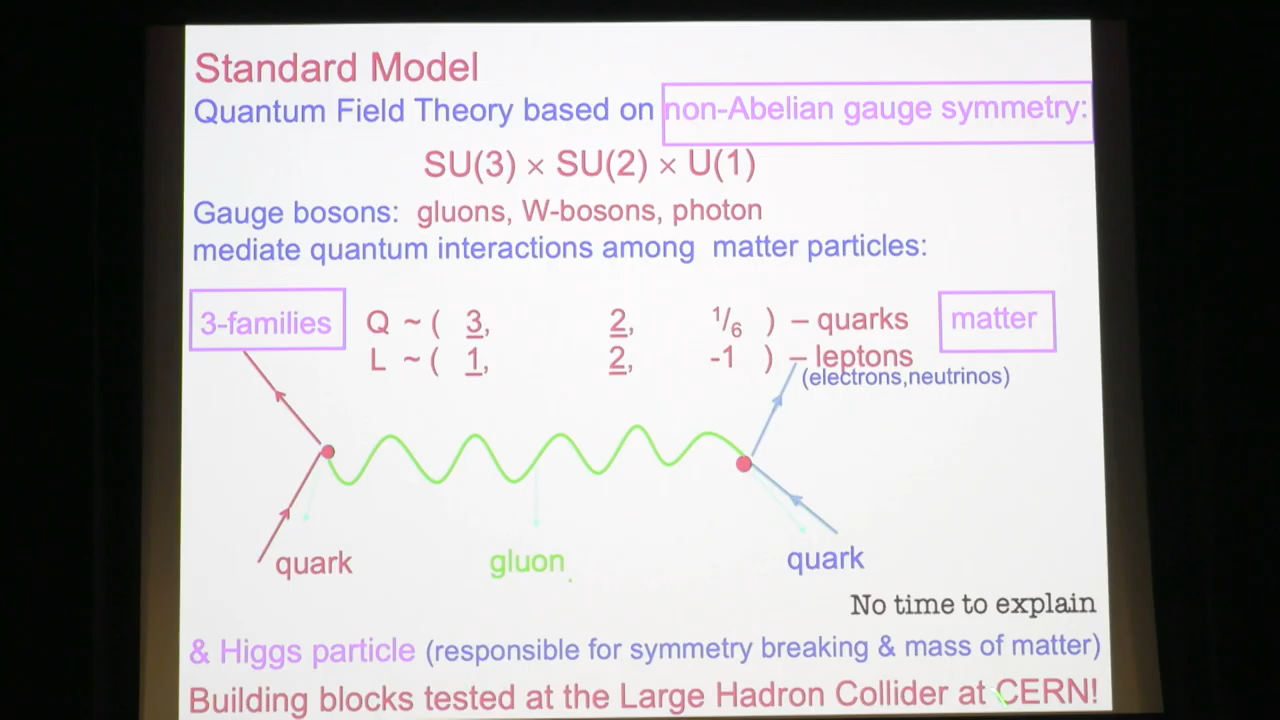 Standard Model
Quantum Field Theory based on non-Abelian gauge symmetry:
SU(3) × SU(2) × U(1)
Gauge bosons: gluons, W-bosons, photon
mediate quantum interactions among matter particles:
3-families Q ~ ( 3, 2, 1/6 ) – quarks matter
L ~ ( 1, 2, -1 ) – leptons
(electrons,neutrinos)
quark gluon quark
No time to explain
& Higgs particle (responsible for symmetry breaking & mass of matter)
Building blocks tested at the Large Hadron Collider at CERN!